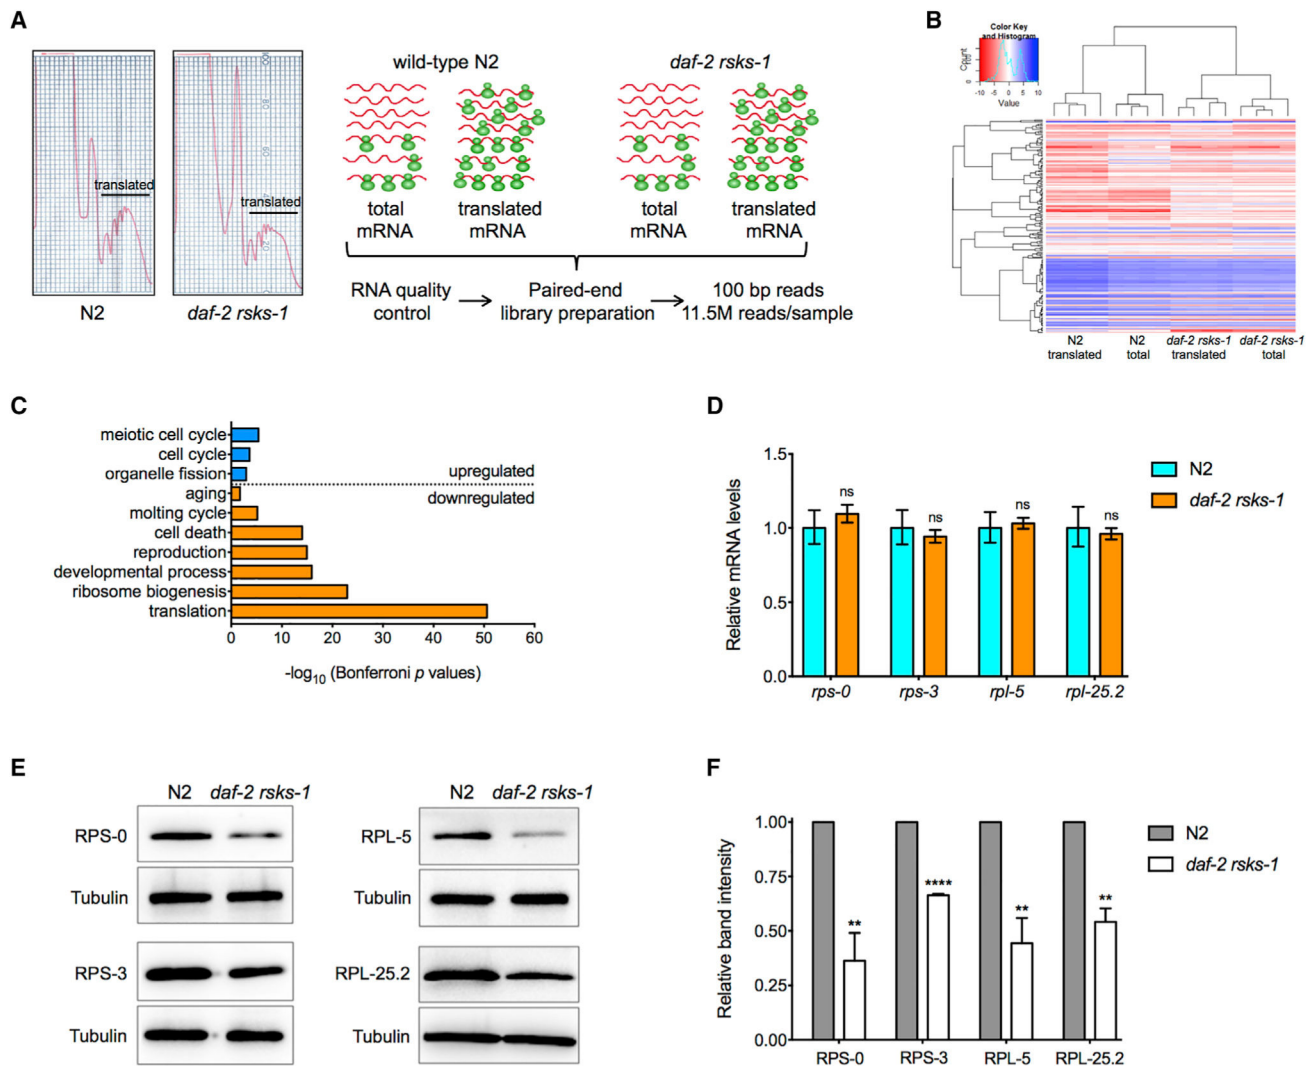 A
translated
N2
translated
daf-2 rsks-1
wild-type N2
daf-2 rsks-1
total
mRNA
translated
mRNA
total
mRNA
translated
mRNA
RNA quality
control
Paired-end
library preparation
100 bp reads
11.5M reads/sample
B
Color Key
and Histogram
Count
-10 -5 0 5 10
Value
N2
translated
N2
total
daf-2 rsks-1
translated
daf-2 rsks-1
total
C
meiotic cell cycle
cell cycle
organelle fission
upregulated
aging
downregulated
molting cycle
cell death
reproduction
developmental process
ribosome biogenesis
translation
0 10 20 30 40 50 60
-log10 (Bonferroni p values)
D
Relative mRNA levels
1.5
1.0
0.5
0.0
ns
ns
ns
ns
rps-0 rps-3 rpl-5 rpl-25.2
N2
daf-2 rsks-1
E
N2 daf-2 rsks-1
RPS-0
Tubulin
RPS-3
Tubulin
N2 daf-2 rsks-1
RPL-5
Tubulin
RPL-25.2
Tubulin
F
Relative band intensity
1.00
0.75
0.50
0.25
0.00
**
****
**
**
RPS-0 RPS-3 RPL-5 RPL-25.2
N2
daf-2 rsks-1